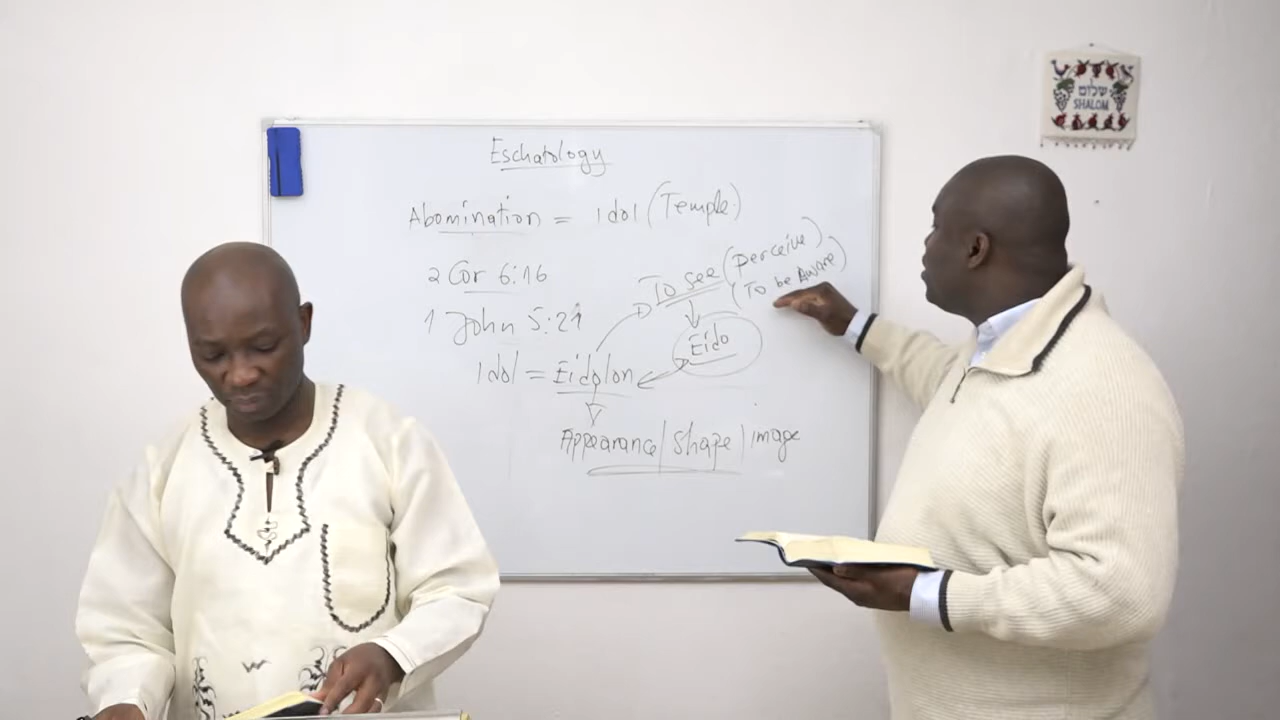 Eschatology
Abomination = Idol (Temple)
2 Cor 6:16
To see (perceive)
(To be Aware)
1 John 5:21
Eido
Idol = Eidolon
Appearance | Shape | image
שלום
SHALOM